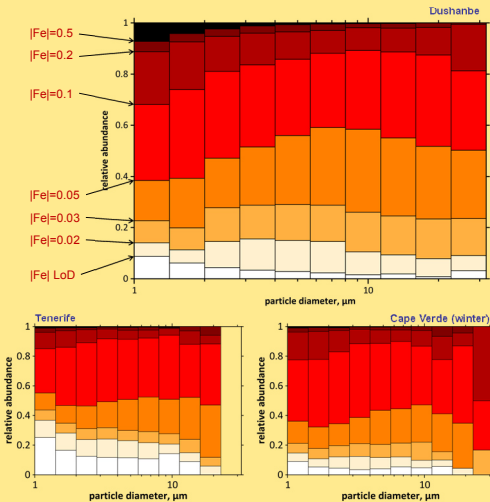 Dushanbe
|Fe|=0.5
|Fe|=0.2
|Fe|=0.1
|Fe|=0.05
|Fe|=0.03
|Fe|=0.02
|Fe| LoD
relative abundance
1
0.8
0.6
0.4
0.2
0
1
10
particle diameter, µm
Tenerife
relative abundance
1
0.8
0.6
0.4
0.2
0
1
10
particle diameter, µm
Cape Verde (winter)
relative abundance
1
0.8
0.6
0.4
0.2
0
1
10
particle diameter, µm